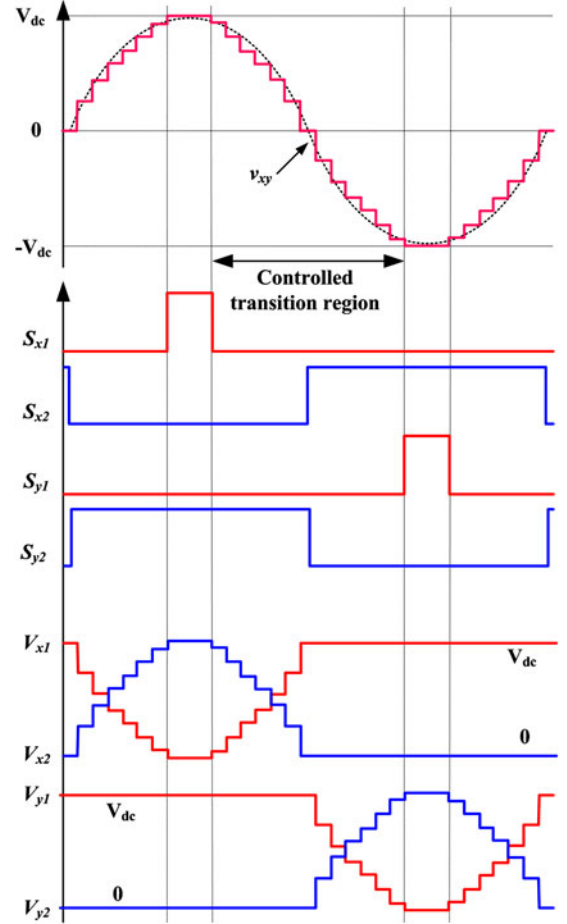 Vdc
0
vxy
-Vdc
Controlled
transition region
Sx1
Sx2
Sy1
Sy2
Vx1
Vdc
Vx2
0
Vy1
Vdc
0
Vy2